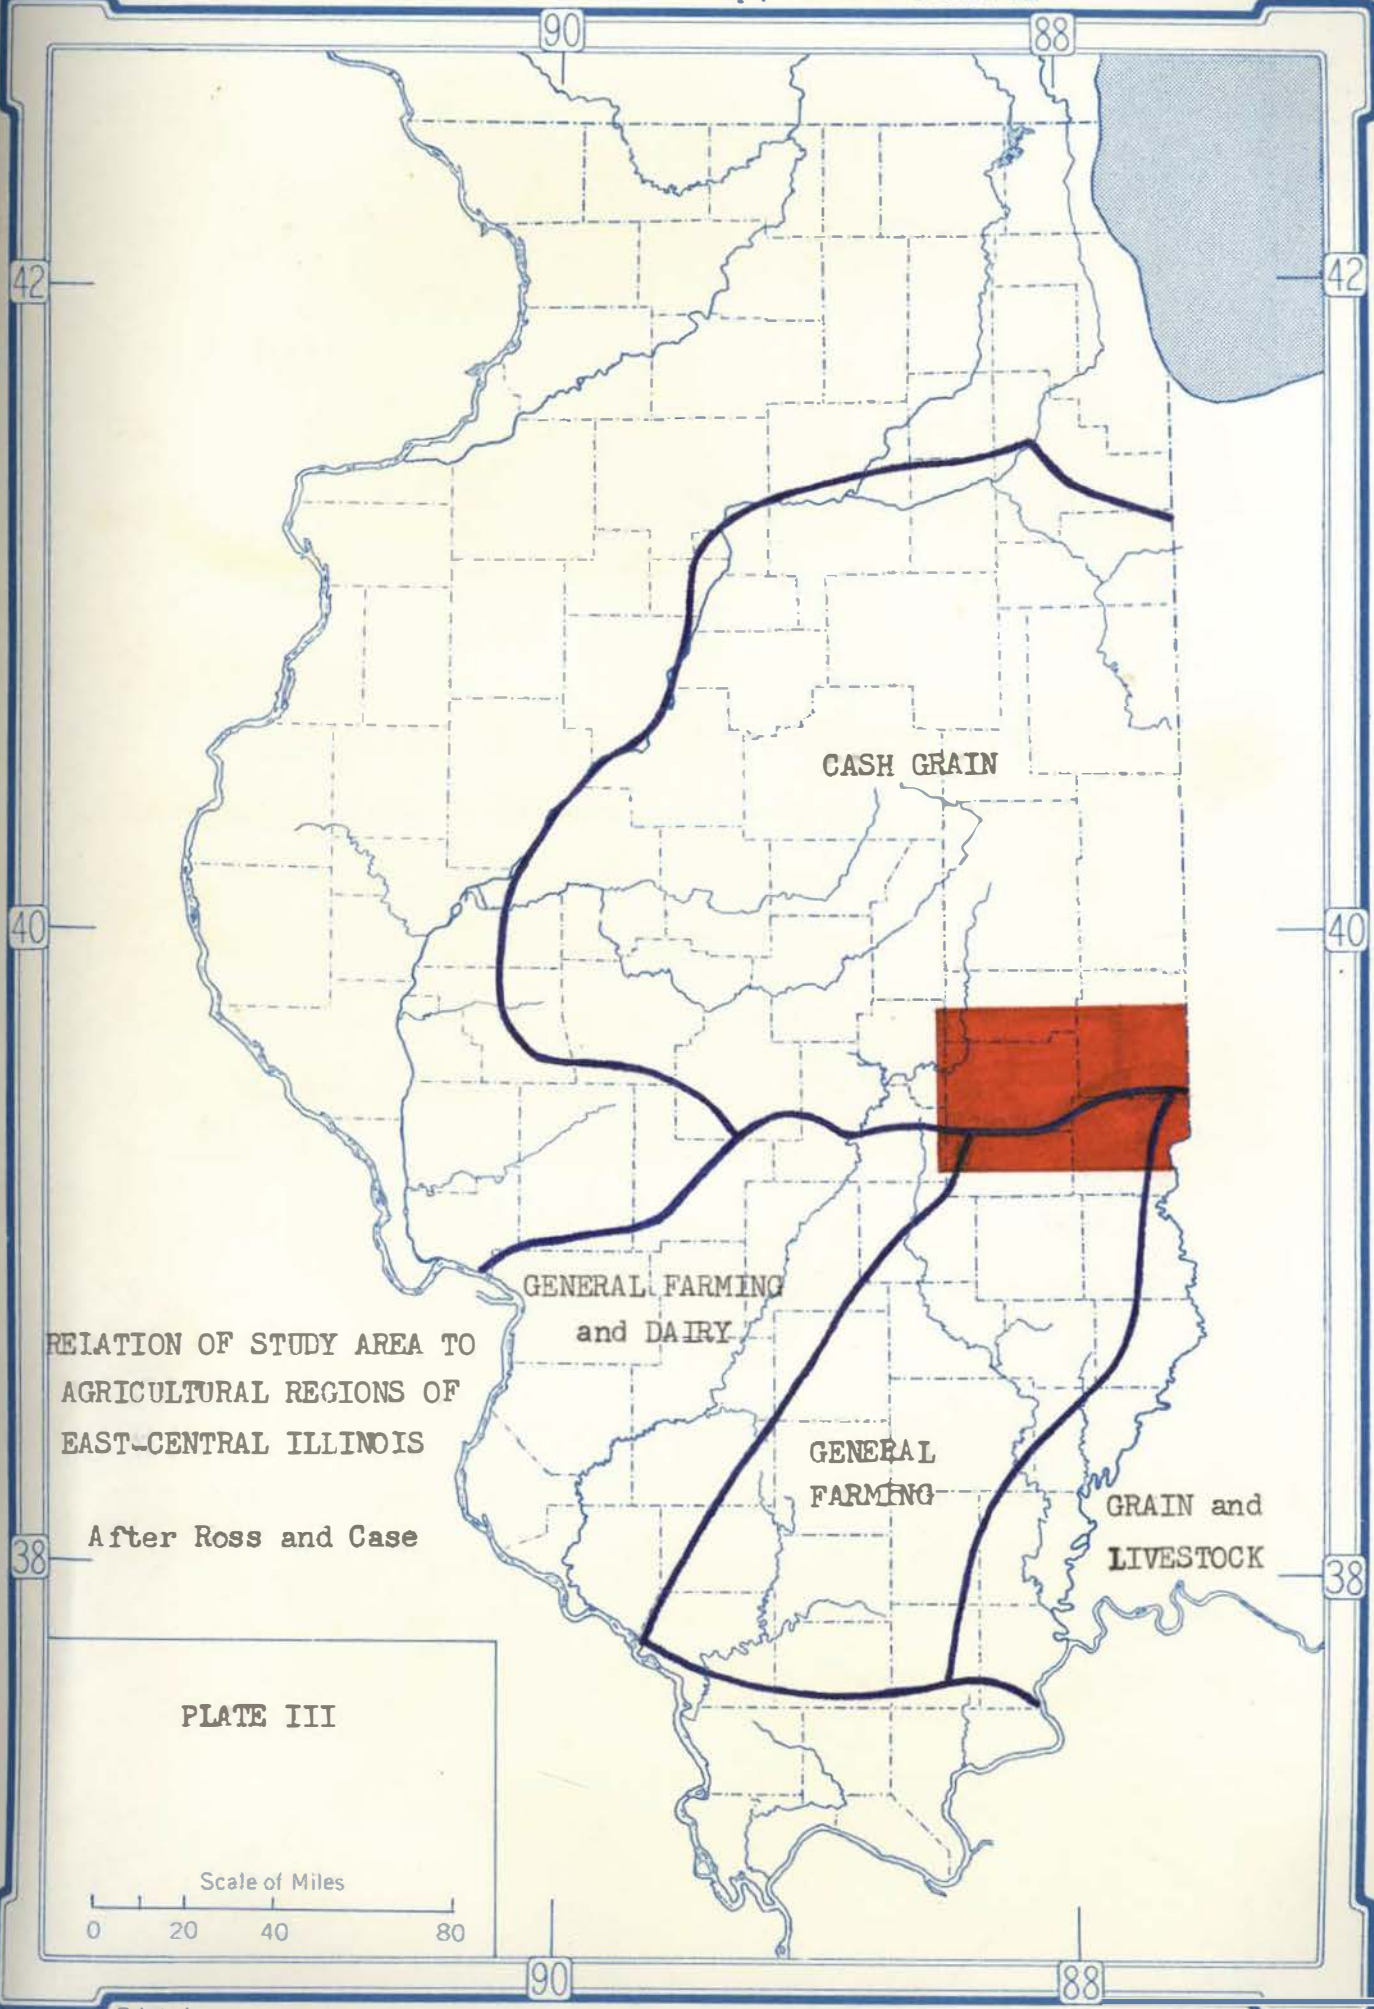 90
88
42
42
CASH GRAIN
40
40
GENERAL FARMING
and DAIRY
RELATION OF STUDY AREA TO
AGRICULTURAL REGIONS OF
EAST-CENTRAL ILLINOIS
After Ross and Case
GENERAL
FARMING
GRAIN and
LIVESTOCK
38
38
PLATE III
Scale of Miles
0 20 40 80
90
88